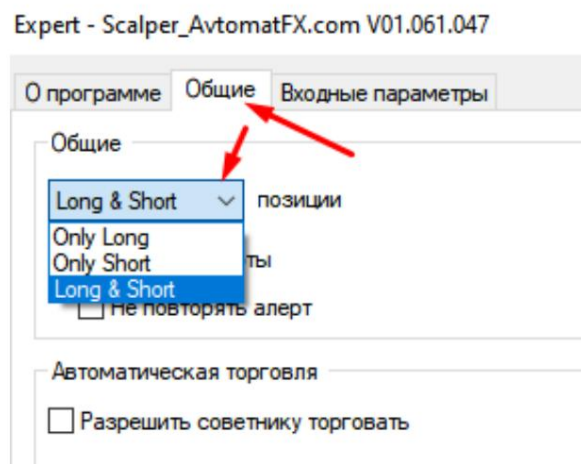 Expert - Scalper_AvtomatFX.com V01.061.047
О программе Общие Входные параметры
Общие
Long & Short позиции
Only Long
Only Short
Long & Short
Не повторять алерт
Автоматическая торговля
Разрешить советнику торговать